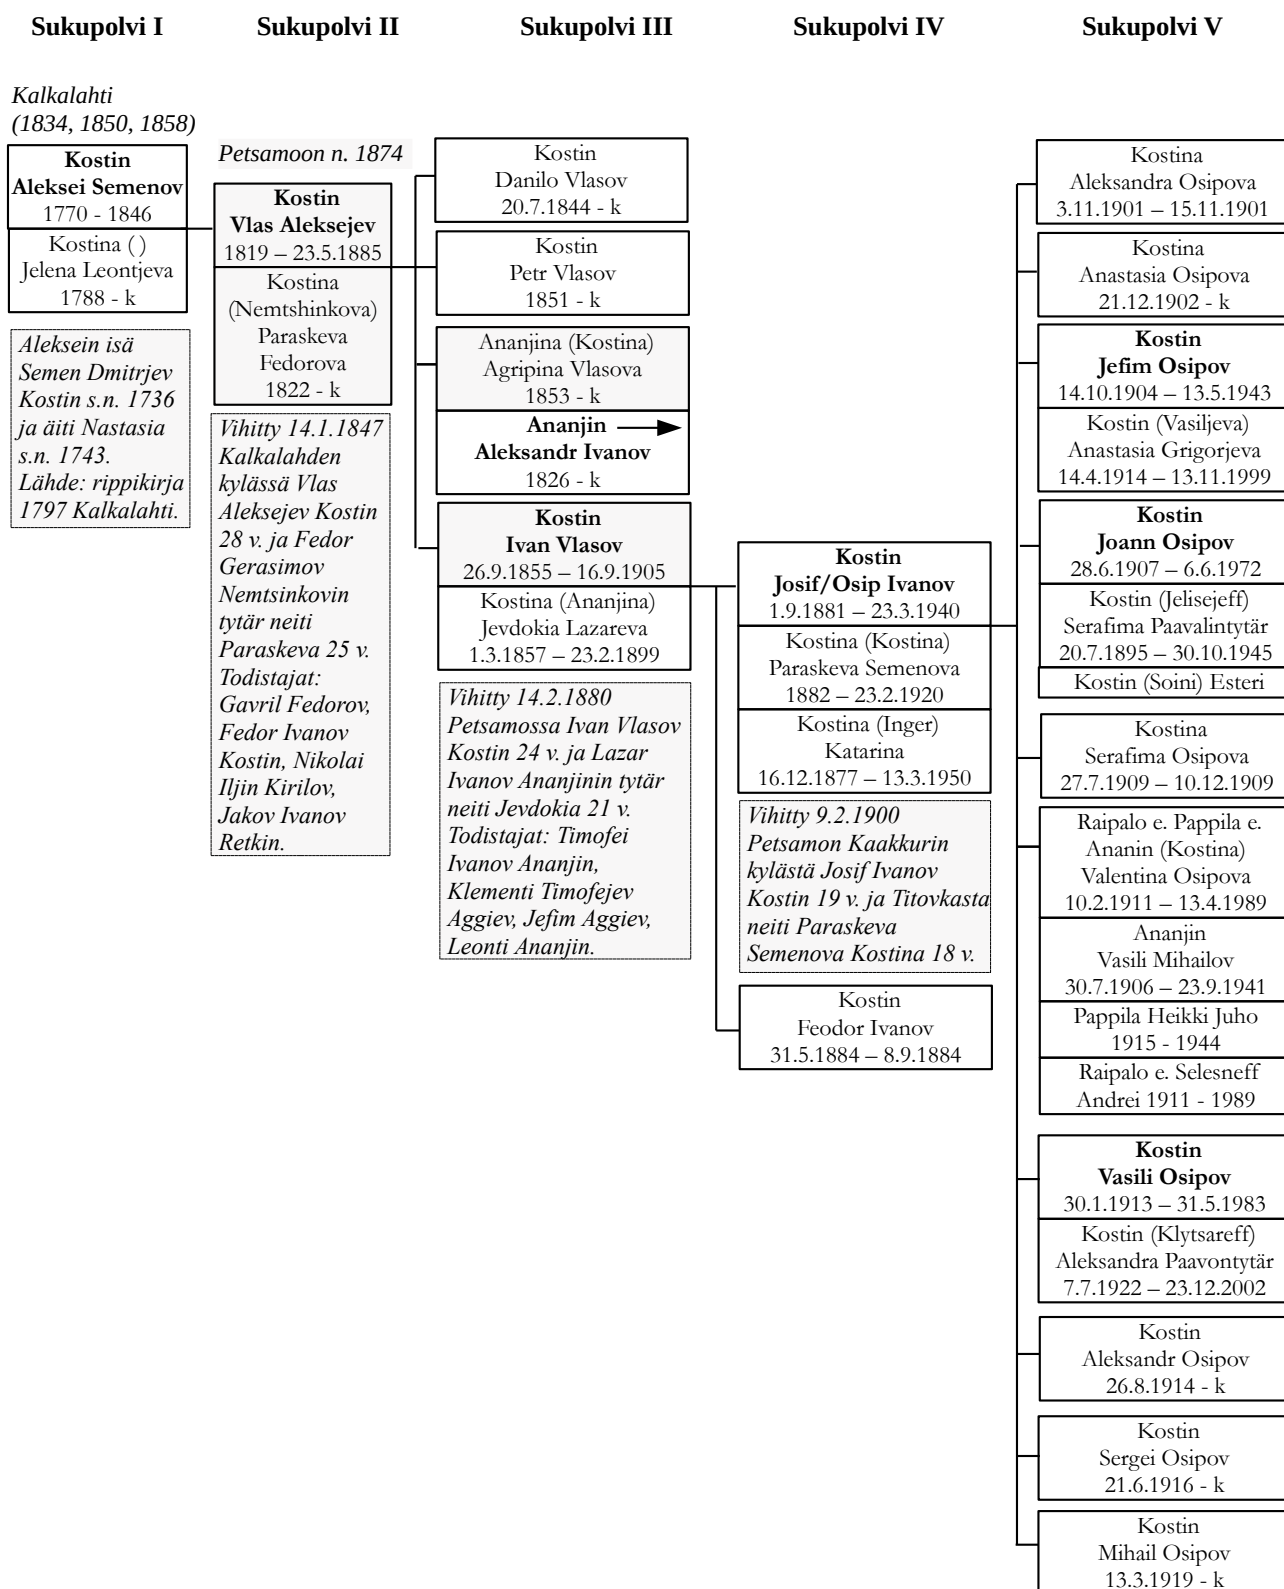 Sukupolvi I
Sukupolvi II
Sukupolvi III
Sukupolvi IV
Sukupolvi V
Kalkalahti
(1834, 1850, 1858)
Kostin
Aleksei Semenov
1770 - 1846
Kostina ( )
Jelena Leontjeva
1788 - k
Aleksein isä
Semen Dmitrjev
Kostin s.n. 1736
ja äiti Nastasia
s.n. 1743.
Lähde: rippikirja
1797 Kalkalahti.
Petsamoon n. 1874
Kostin
Vlas Aleksejev
1819 – 23.5.1885
Kostina
(Nemtshinkova)
Paraskeva
Fedorova
1822 - k
Vihitty 14.1.1847
Kalkalahden
kylässä Vlas
Aleksejev Kostin
28 v. ja Fedor
Gerasimov
Nemtsinkovin
tytär neiti
Paraskeva 25 v.
Todistajat:
Gavril Fedorov,
Fedor Ivanov
Kostin, Nikolai
Iljin Kirilov,
Jakov Ivanov
Retkin.
Kostin
Danilo Vlasov
20.7.1844 - k
Kostin
Petr Vlasov
1851 - k
Ananjina (Kostina)
Agripina Vlasova
1853 - k
Ananjin
Aleksandr Ivanov
1826 - k
Kostin
Ivan Vlasov
26.9.1855 – 16.9.1905
Kostina (Ananjina)
Jevdokia Lazareva
1.3.1857 – 23.2.1899
Vihitty 14.2.1880
Petsamossa Ivan Vlasov
Kostin 24 v. ja Lazar
Ivanov Ananjinin tytär
neiti Jevdokia 21 v.
Todistajat: Timofei
Ivanov Ananjin,
Klementi Timofejev
Aggiev, Jefim Aggiev,
Leonti Ananjin.
Kostin
Josif/Osip Ivanov
1.9.1881 – 23.3.1940
Kostina (Kostina)
Paraskeva Semenova
1882 – 23.2.1920
Kostina (Inger)
Katarina
16.12.1877 – 13.3.1950
Vihitty 9.2.1900
Petsamon Kaakkurin
kylästä Josif Ivanov
Kostin 19 v. ja Titovkasta
neiti Paraskeva
Semenova Kostina 18 v.
Kostin
Feodor Ivanov
31.5.1884 – 8.9.1884
Kostina
Aleksandra Osipova
3.11.1901 – 15.11.1901
Kostina
Anastasia Osipova
21.12.1902 - k
Kostin
Jefim Osipov
14.10.1904 – 13.5.1943
Kostin (Vasiljeva)
Anastasia Grigorjeva
14.4.1914 – 13.11.1999
Kostin
Joann Osipov
28.6.1907 – 6.6.1972
Kostin (Jelisejeff)
Serafima Paavalintytär
20.7.1895 – 30.10.1945
Kostin (Soini) Esteri
Kostina
Serafima Osipova
27.7.1909 – 10.12.1909
Raipalo e. Pappila e.
Ananin (Kostina)
Valentina Osipova
10.2.1911 – 13.4.1989
Ananjin
Vasili Mihailov
30.7.1906 – 23.9.1941
Pappila Heikki Juho
1915 - 1944
Raipalo e. Selesneff
Andrei 1911 - 1989
Kostin
Vasili Osipov
30.1.1913 – 31.5.1983
Kostin (Klytsareff)
Aleksandra Paavontytär
7.7.1922 – 23.12.2002
Kostin
Aleksandr Osipov
26.8.1914 - k
Kostin
Sergei Osipov
21.6.1916 - k
Kostin
Mihail Osipov
13.3.1919 - k